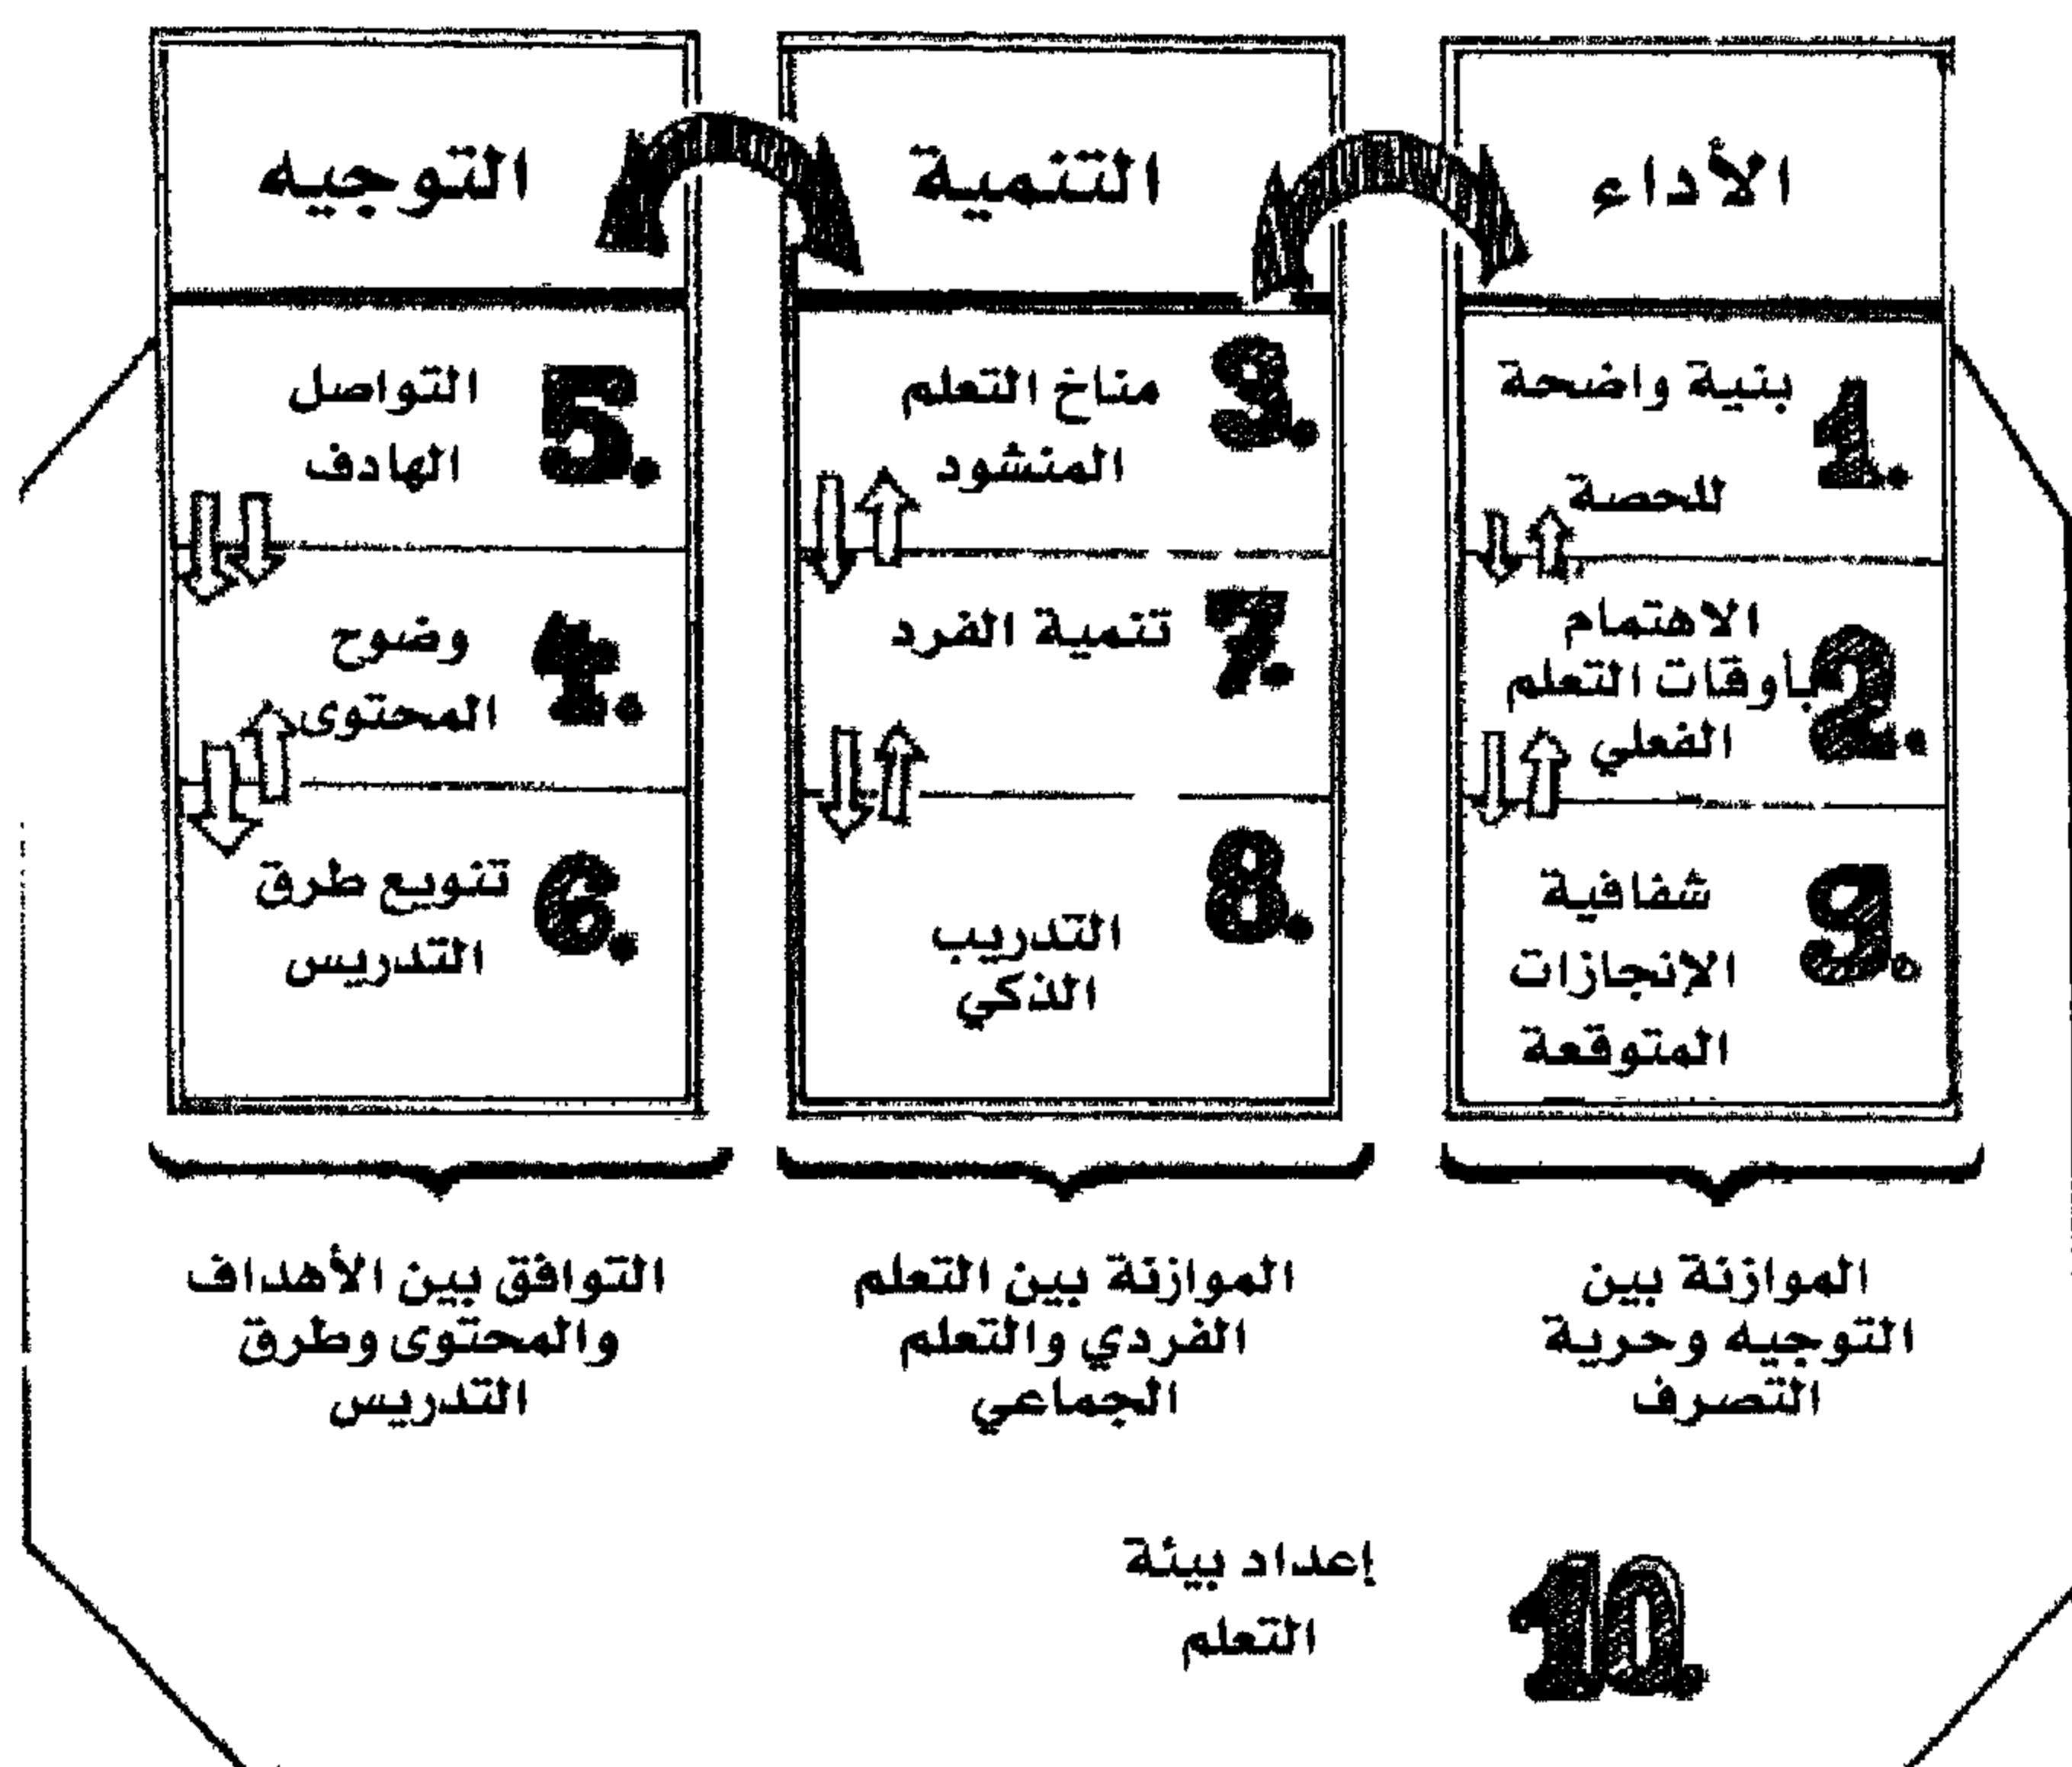 الأداء
1. بنية واضحة
للحصة
2. الاهتمام
بأوقات التعلم
الفعلي
9. شفافية
الإنجازات
المتوقعة
الموازنة بين
التوجيه وحرية
التصرف
التنمية
3. مناخ التعلم
المنشود
7. تنمية الفرد
8. التدريب
الذكي
الموازنة بين التعلم
الفردي والتعلم
الجماعي
التوجيه
5. التواصل
الهادف
4. وضوح
المحتوى
6. تنويع طرق
التدريس
التوافق بين الأهداف
والمحتوى وطرق
التدريس
10. إعداد بيئة
التعلم